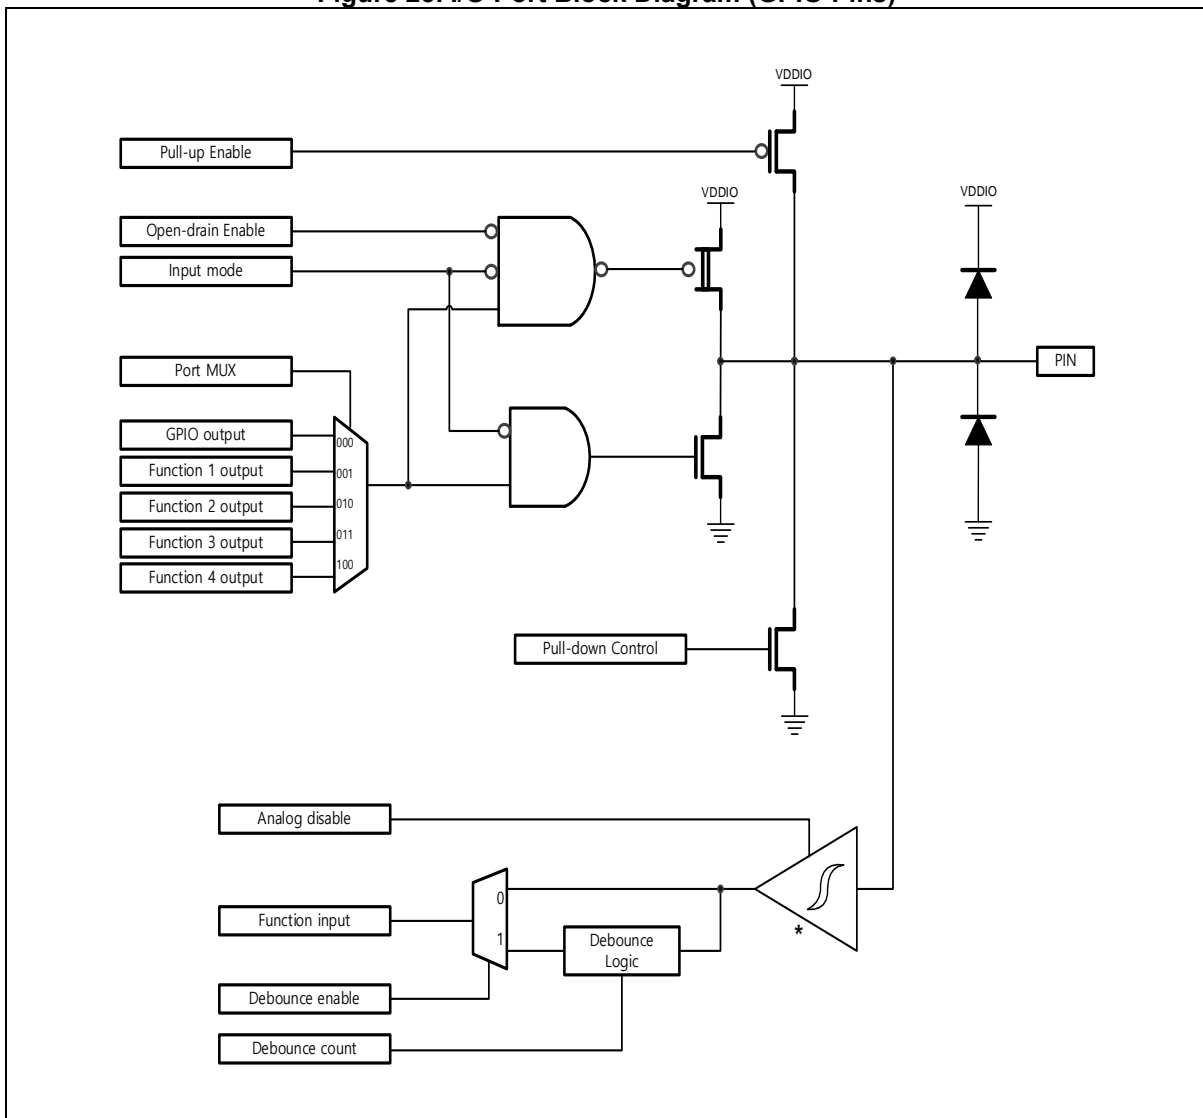 Figure I/O Port Block Diagram (GPIO Pins)
VDDIO
Pull-up Enable
VDDIO
VDDIO
Open-drain Enable
Input mode
PIN
Port MUX
GPIO output
000
Function 1 output
001
Function 2 output
010
Function 3 output
011
Function 4 output
100
Pull-down Control
Analog disable
0
Function input
*
1
Debounce
Logic
Debounce enable
Debounce count